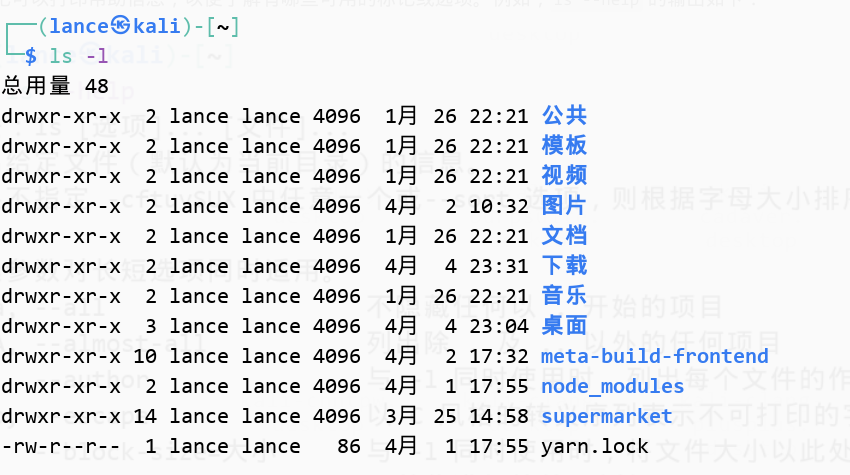 ┌──(lance㉿kali)-[~]
└─$ ls -l
总用量 48
drwxr-xr-x  2 lance lance 4096  1月 26 22:21 公共
drwxr-xr-x  2 lance lance 4096  1月 26 22:21 模板
drwxr-xr-x  2 lance lance 4096  1月 26 22:21 视频
drwxr-xr-x  2 lance lance 4096  4月  2 10:32 图片
drwxr-xr-x  2 lance lance 4096  1月 26 22:21 文档
drwxr-xr-x  2 lance lance 4096  4月  4 23:31 下载
drwxr-xr-x  2 lance lance 4096  1月 26 22:21 音乐
drwxr-xr-x  3 lance lance 4096  4月  4 23:04 桌面
drwxr-xr-x 10 lance lance 4096  4月  2 17:32 meta-build-frontend
drwxr-xr-x  2 lance lance 4096  4月  1 17:55 node_modules
drwxr-xr-x 14 lance lance 4096  3月 25 14:58 supermarket
-rw-r--r--  1 lance lance   86  4月  1 17:55 yarn.lock